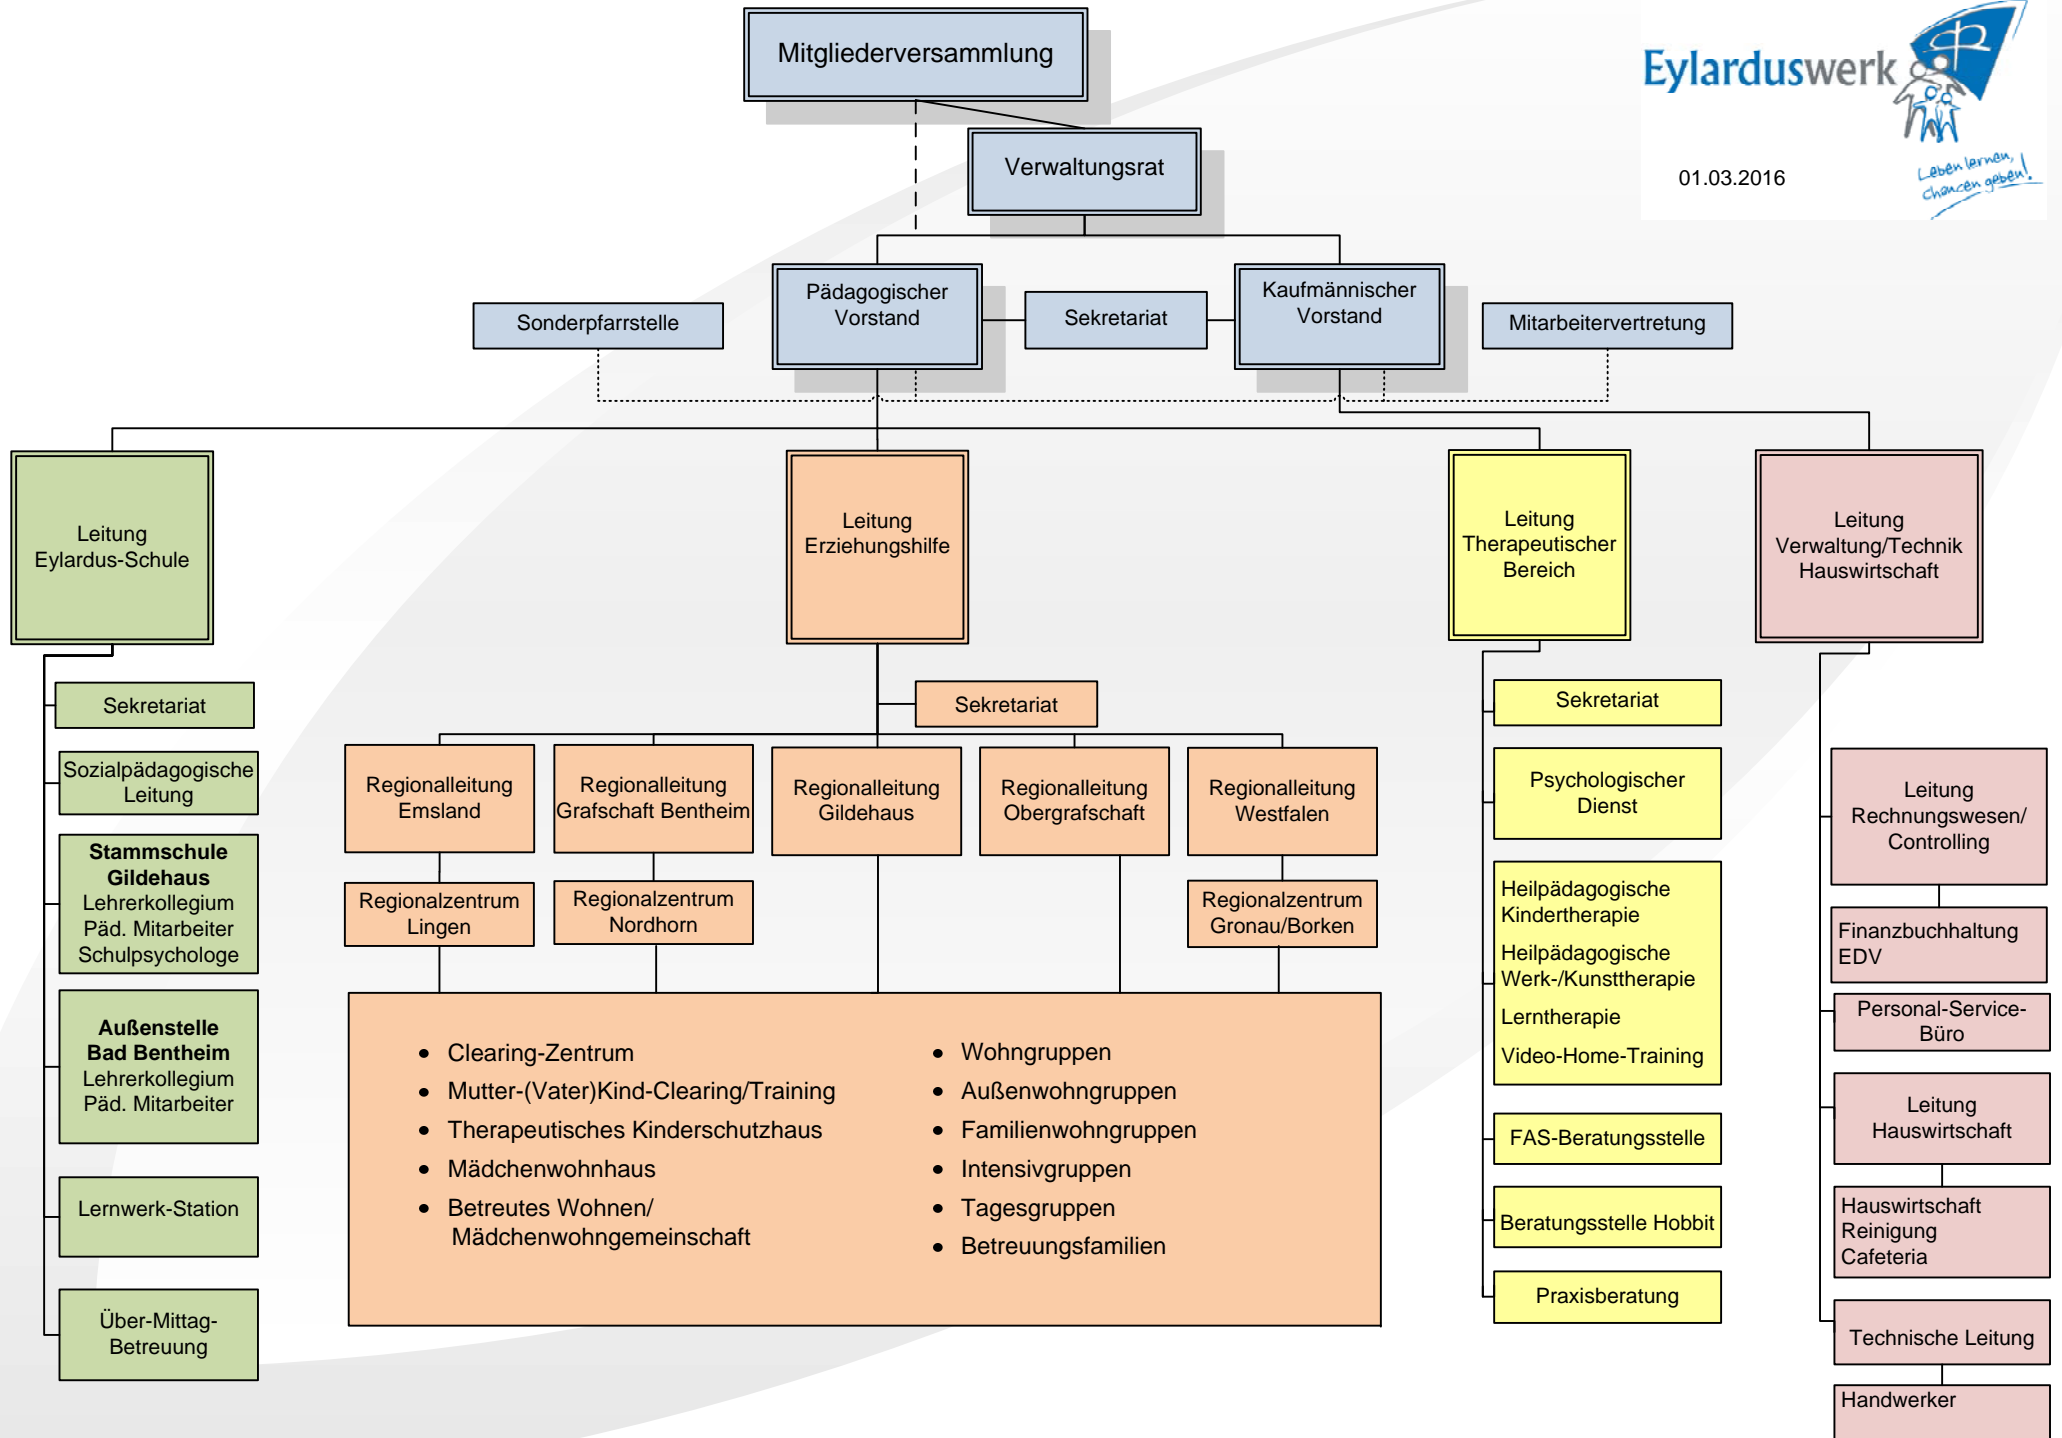 Mitgliederversammlung
Eylarduswerk
Leben lernen,
chancen geben!
01.03.2016
Verwaltungsrat
Sonderpfarrstelle
Pädagogischer
Vorstand
Sekretariat
Kaufmännischer
Vorstand
Mitarbeitervertretung
Leitung
Eylardus-Schule
Leitung
Erziehungshilfe
Leitung
Therapeutischer
Bereich
Leitung
Verwaltung/Technik
Hauswirtschaft
Sekretariat
Sozialpädagogische
Leitung
Stammschule
Gildehaus
Lehrerkollegium
Päd. Mitarbeiter
Schulpsychologe
Außenstelle
Bad Bentheim
Lehrerkollegium
Päd. Mitarbeiter
Lernwerk-Station
Über-Mittag-
Betreuung
Sekretariat
Regionalleitung
Emsland
Regionalleitung
Grafschaft Bentheim
Regionalleitung
Gildehaus
Regionalleitung
Obergrafschaft
Regionalleitung
Westfalen
Regionalzentrum
Lingen
Regionalzentrum
Nordhorn
Regionalzentrum
Gronau/Borken
• Clearing-Zentrum
• Mutter-(Vater)Kind-Clearing/Training
• Therapeutisches Kinderschutzhaus
• Mädchenwohnhaus
• Betreutes Wohnen/
Mädchenwohngemeinschaft
• Wohngruppen
• Außenwohngruppen
• Familienwohngruppen
• Intensivgruppen
• Tagesgruppen
• Betreuungsfamilien
Sekretariat
Psychologischer
Dienst
Heilpädagogische
Kindertherapie
Heilpädagogische
Werk-/Kunsttherapie
Lerntherapie
Video-Home-Training
FAS-Beratungsstelle
Beratungsstelle Hobbit
Praxisberatung
Leitung
Rechnungswesen/
Controlling
Finanzbuchhaltung
EDV
Personal-Service-
Büro
Leitung
Hauswirtschaft
Hauswirtschaft
Reinigung
Cafeteria
Technische Leitung
Handwerker